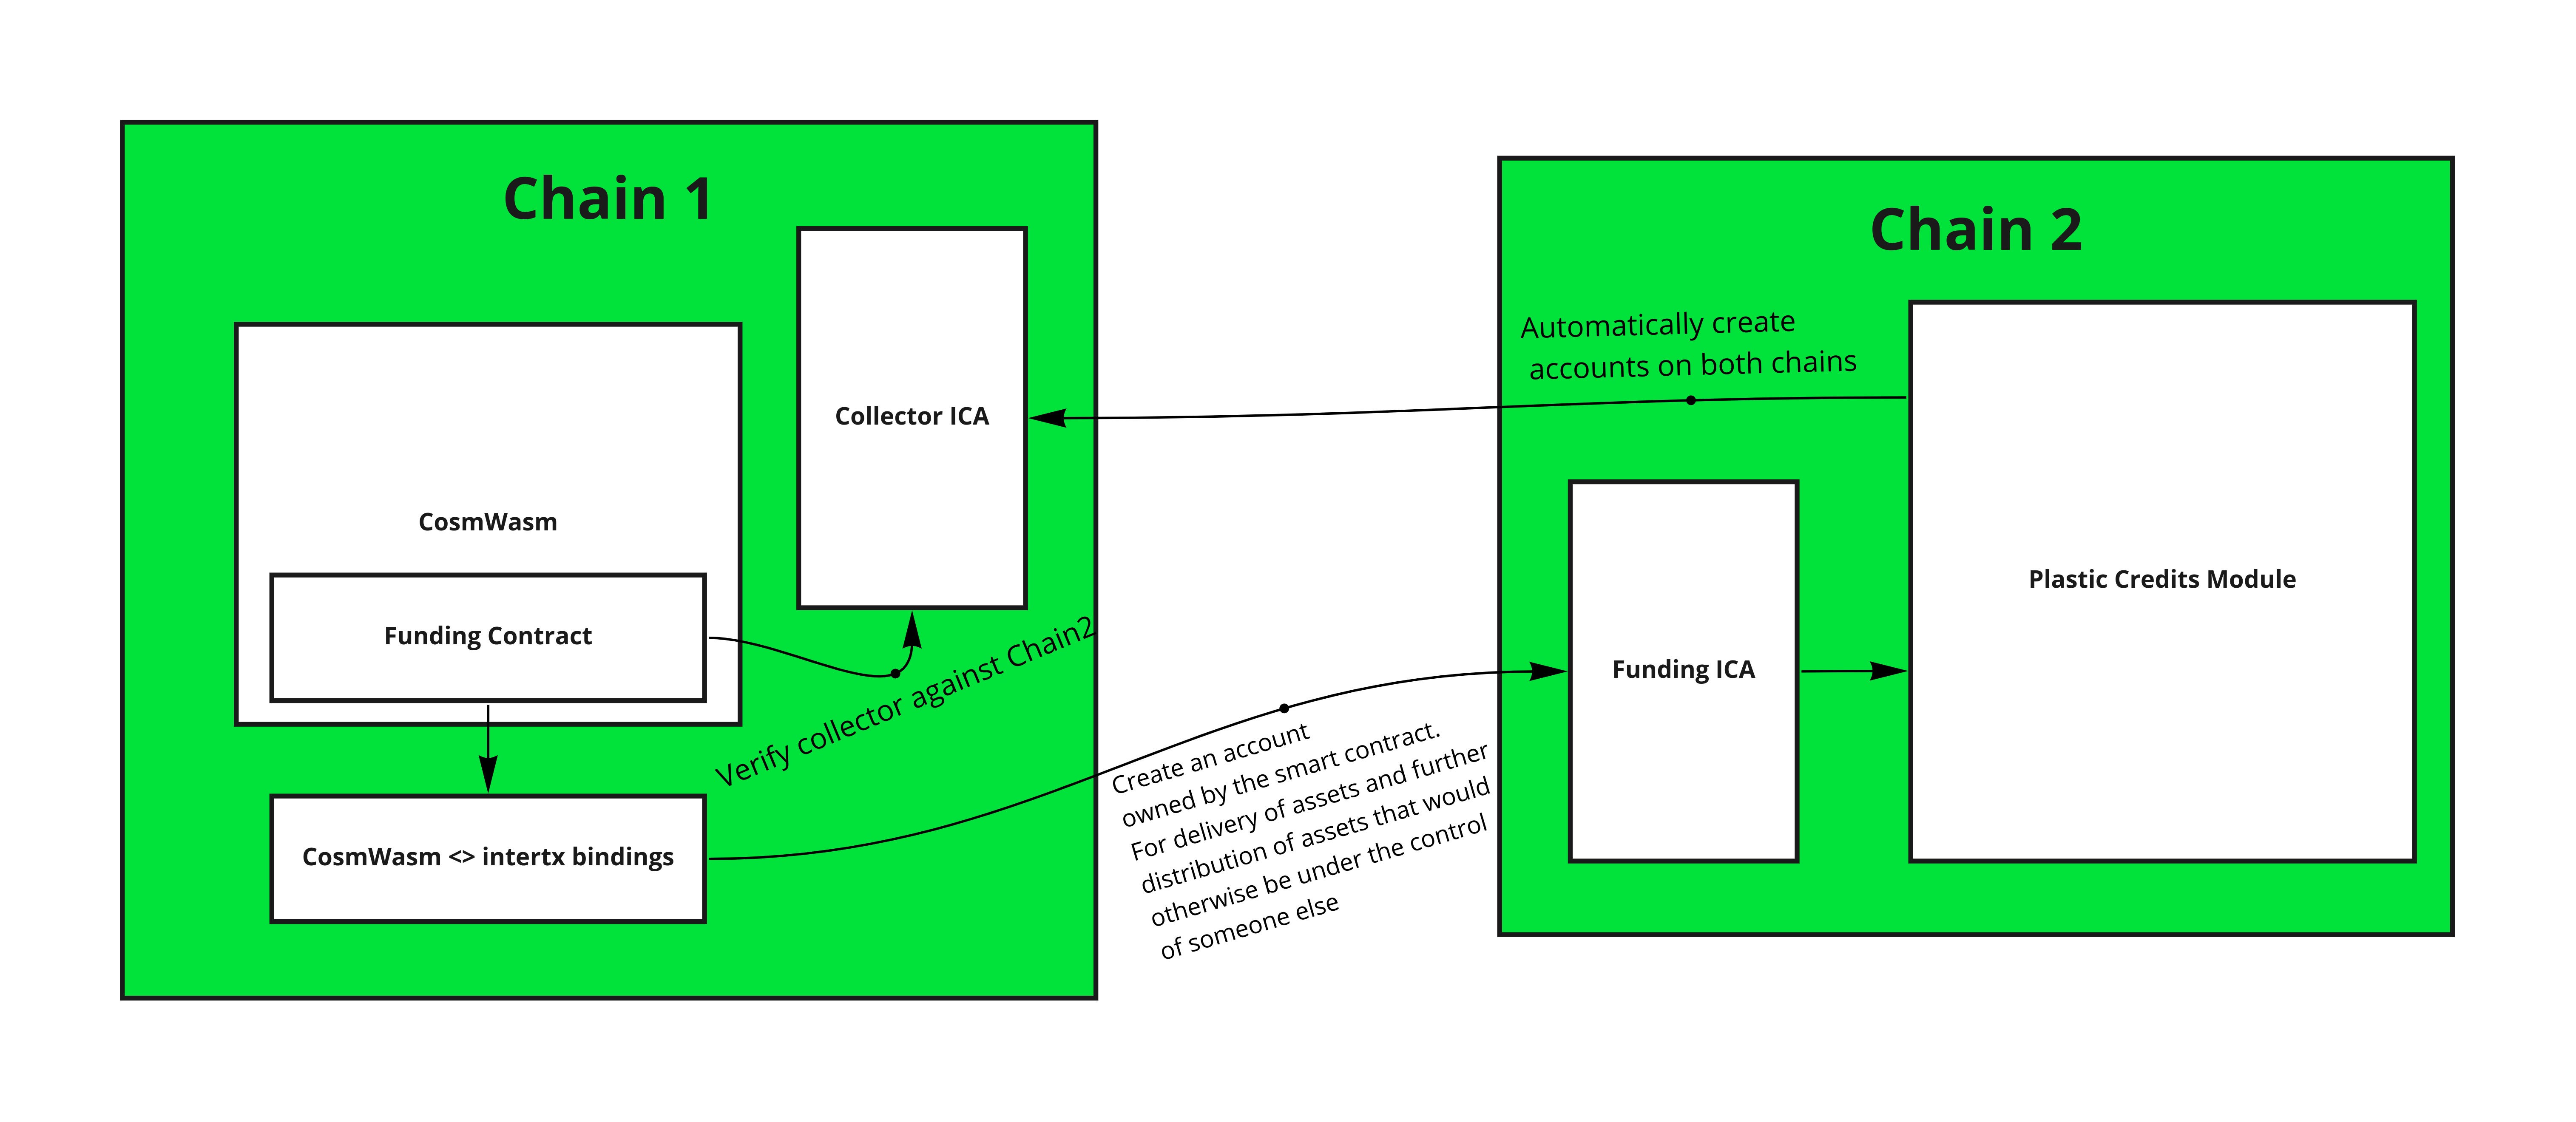 Chain 1
Collector ICA
CosmWasm
Funding Contract
Verify collector against Chain2
CosmWasm <> intertx bindings
Create an account
owned by the smart contract.
For delivery of assets and further
distribution of assets that would
otherwise be under the control
of someone else
Chain 2
Automatically create
accounts on both chains
Funding ICA
Plastic Credits Module